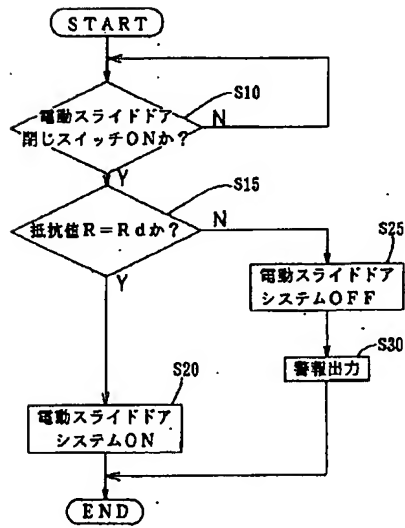 START
S10
電動スライドドア
閉じスイッチONか?
N
Y
S15
抵抗値R=Rdか?
N
Y
S25
電動スライドドア
システムOFF
S30
警報出力
S20
電動スライドドア
システムON
END